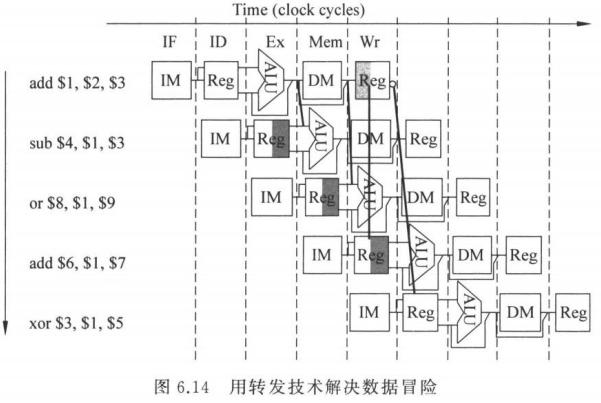 Time (clock cycles)
IF ID Ex Mem Wr
add $1, $2, $3 IM Reg ALU DM Reg
sub $4, $1, $3 IM Reg ALU DM Reg
or $8, $1, $9 IM Reg ALU DM Reg
add $6, $1, $7 IM Reg ALU DM Reg
xor $3, $1, $5 IM Reg ALU DM Reg
图 6.14 用转发技术解决数据冒险